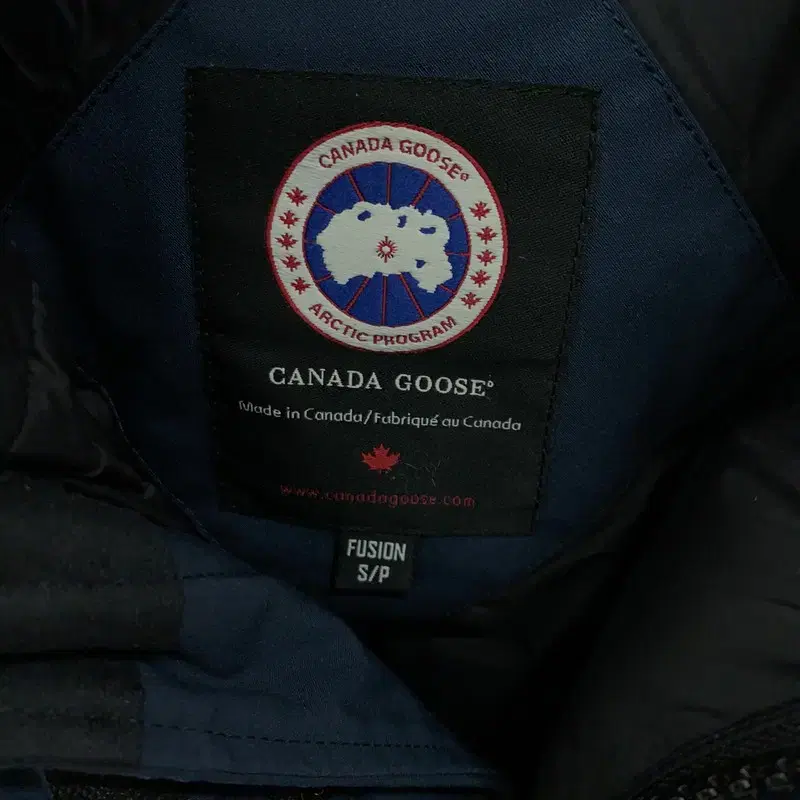 CANADA GOOSE®
ARCTIC PROGRAM
CANADA GOOSE®
Made in Canada/Fabriqué au Canada
www.canadagoose.com
FUSION
S/P